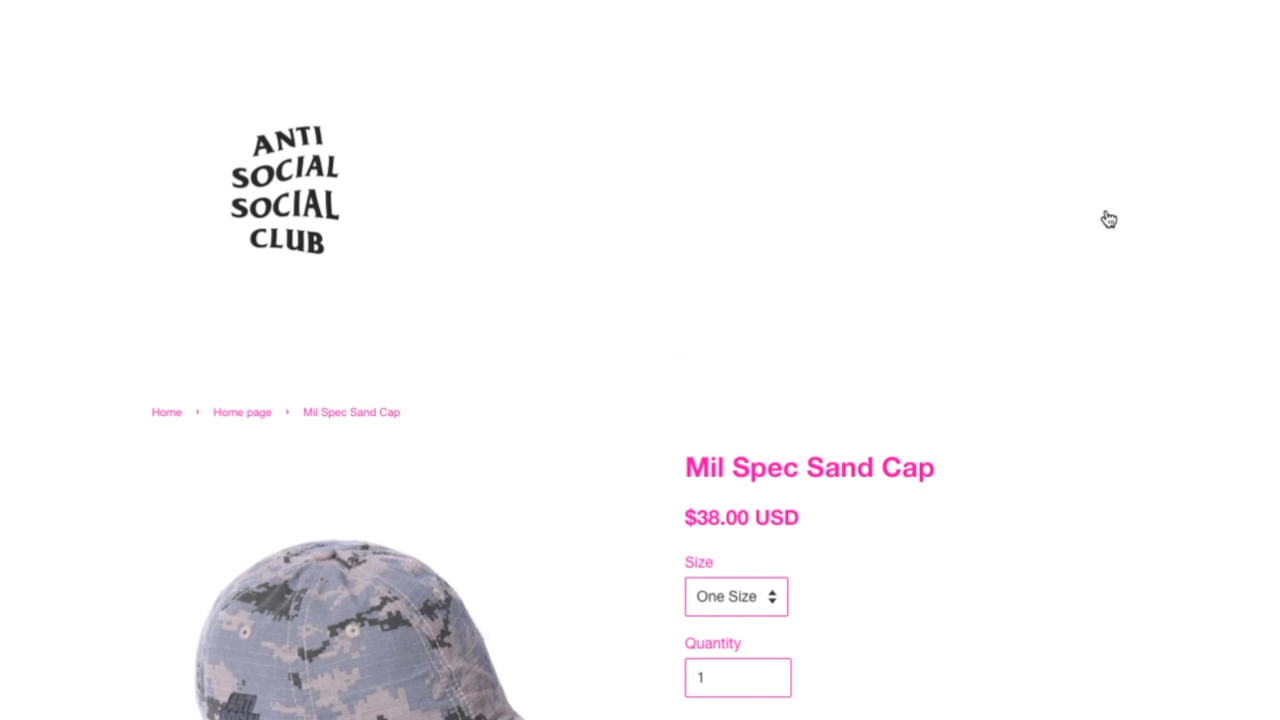 ANTI
SOCIAL
SOCIAL
CLUB
Home › Home page › Mil Spec Sand Cap
Mil Spec Sand Cap
$38.00 USD
Size
One Size
Quantity
1